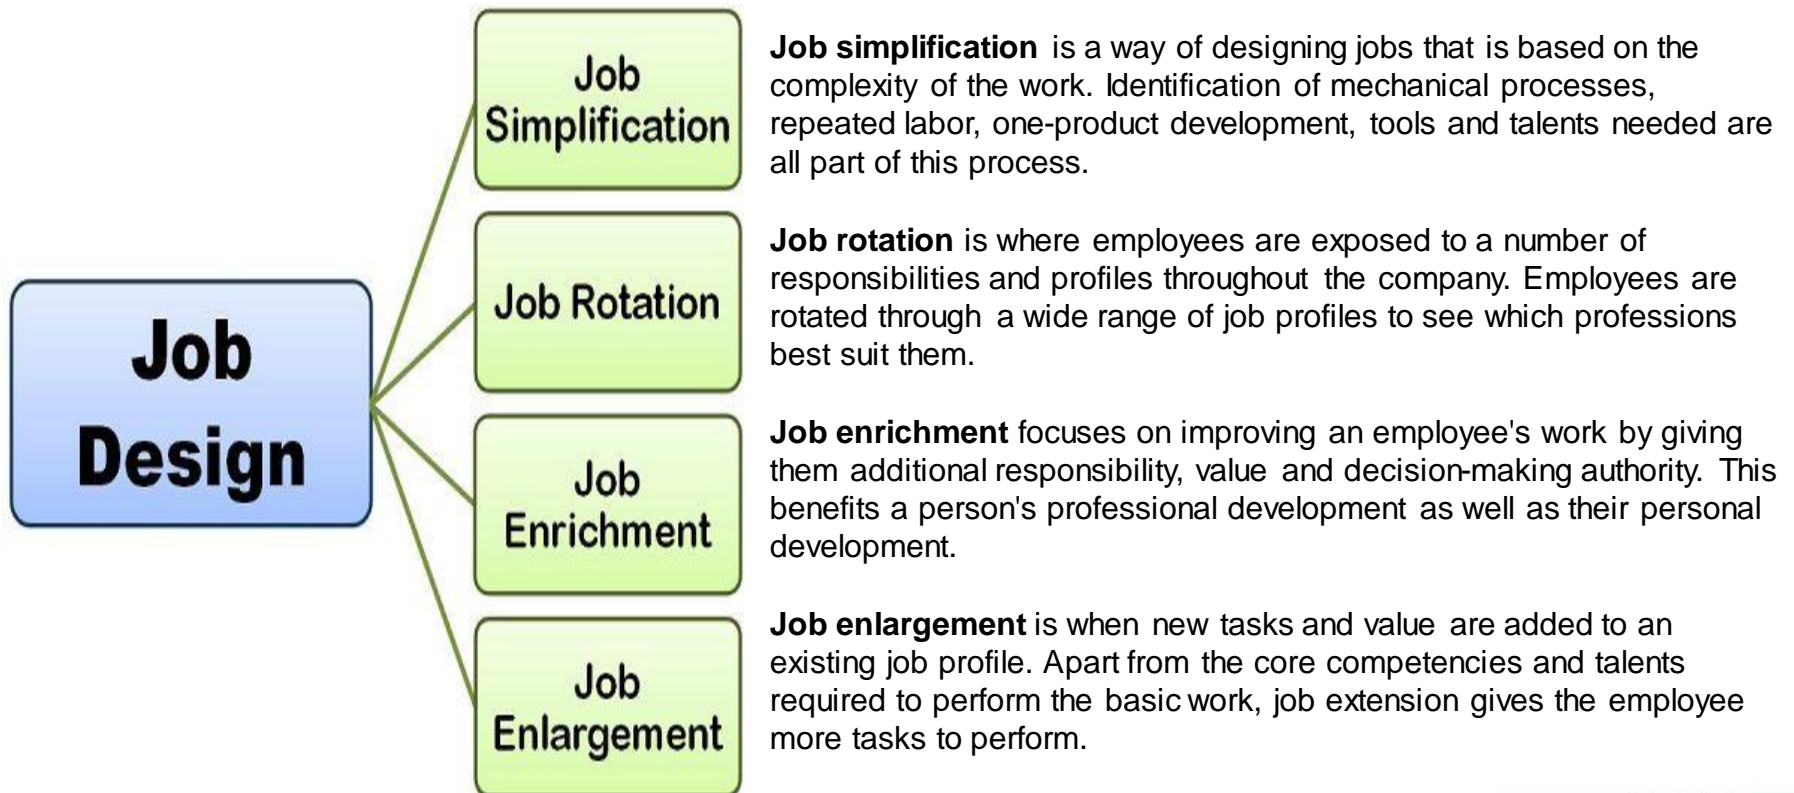 Job
Design
Job
Simplification
Job Rotation
Job
Enrichment
Job
Enlargement
Job simplification is a way of designing jobs that is based on the
complexity of the work. Identification of mechanical processes,
repeated labor, one-product development, tools and talents needed are
all part of this process.
Job rotation is where employees are exposed to a number of
responsibilities and profiles throughout the company. Employees are
rotated through a wide range of job profiles to see which professions
best suit them.
Job enrichment focuses on improving an employee's work by giving
them additional responsibility, value and decision-making authority. This
benefits a person's professional development as well as their personal
development.
Job enlargement is when new tasks and value are added to an
existing job profile. Apart from the core competencies and talents
required to perform the basic work, job extension gives the employee
more tasks to perform.